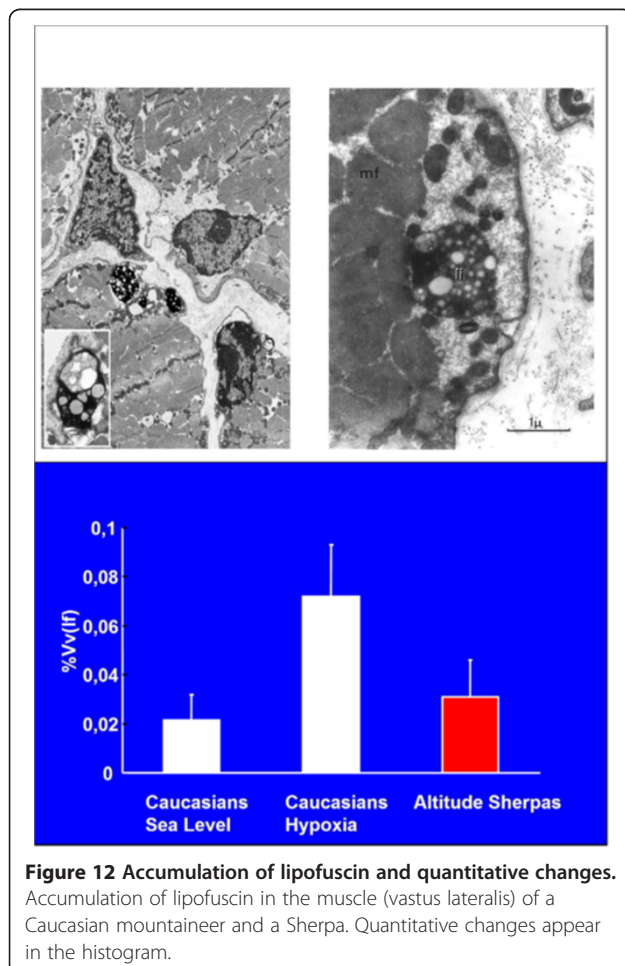 mf
lf
1μ
0,1
0,08
0,06
0,04
0,02
0
%Vv(lf)
Caucasians Sea Level
Caucasians Hypoxia
Altitude Sherpas
Figure 12 Accumulation of lipofuscin and quantitative changes.
Accumulation of lipofuscin in the muscle (vastus lateralis) of a
Caucasian mountaineer and a Sherpa. Quantitative changes appear
in the histogram.